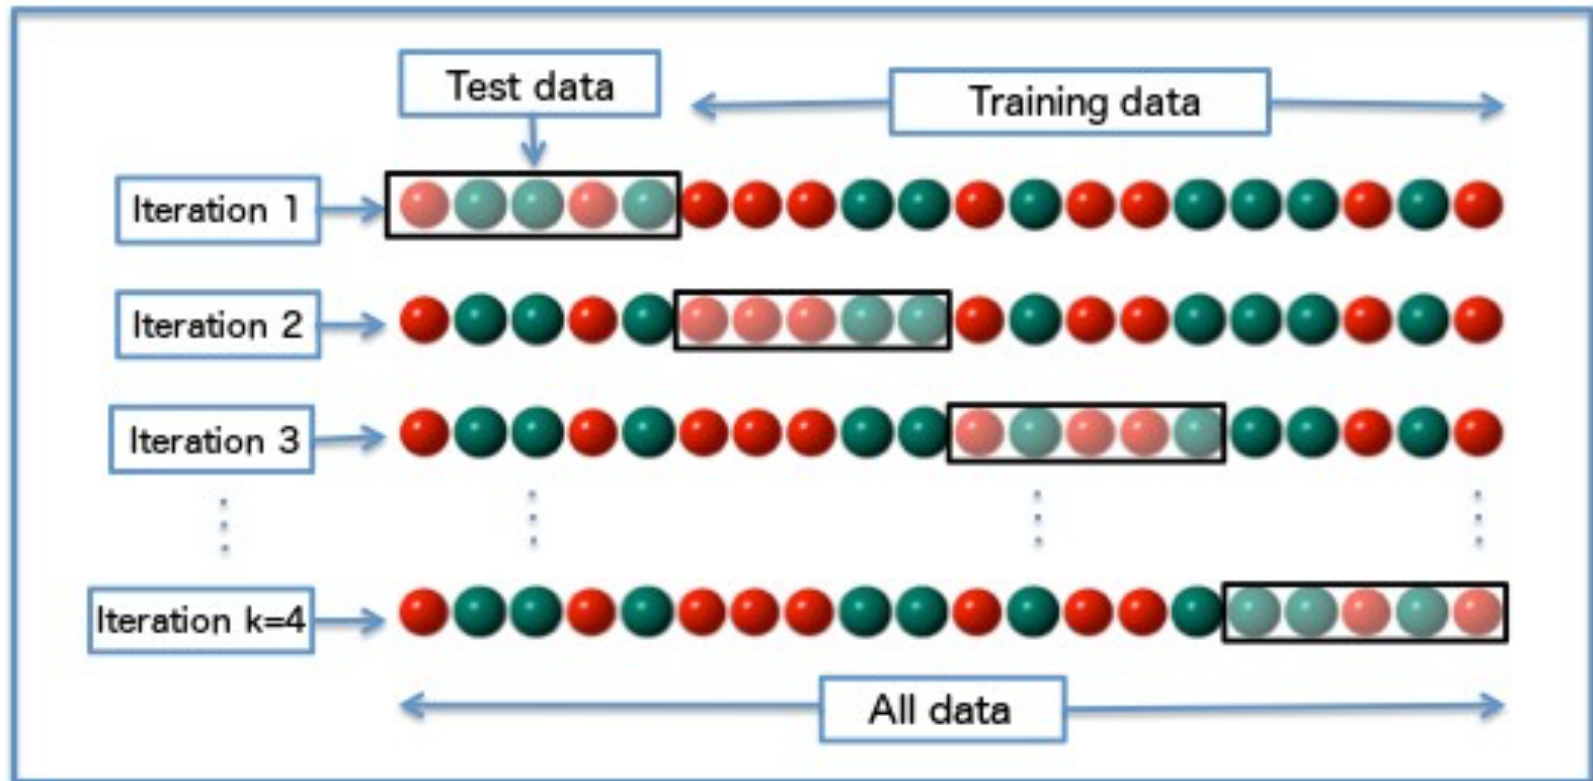 Test data
Training data
Iteration 1
Iteration 2
Iteration 3
Iteration k=4
All data